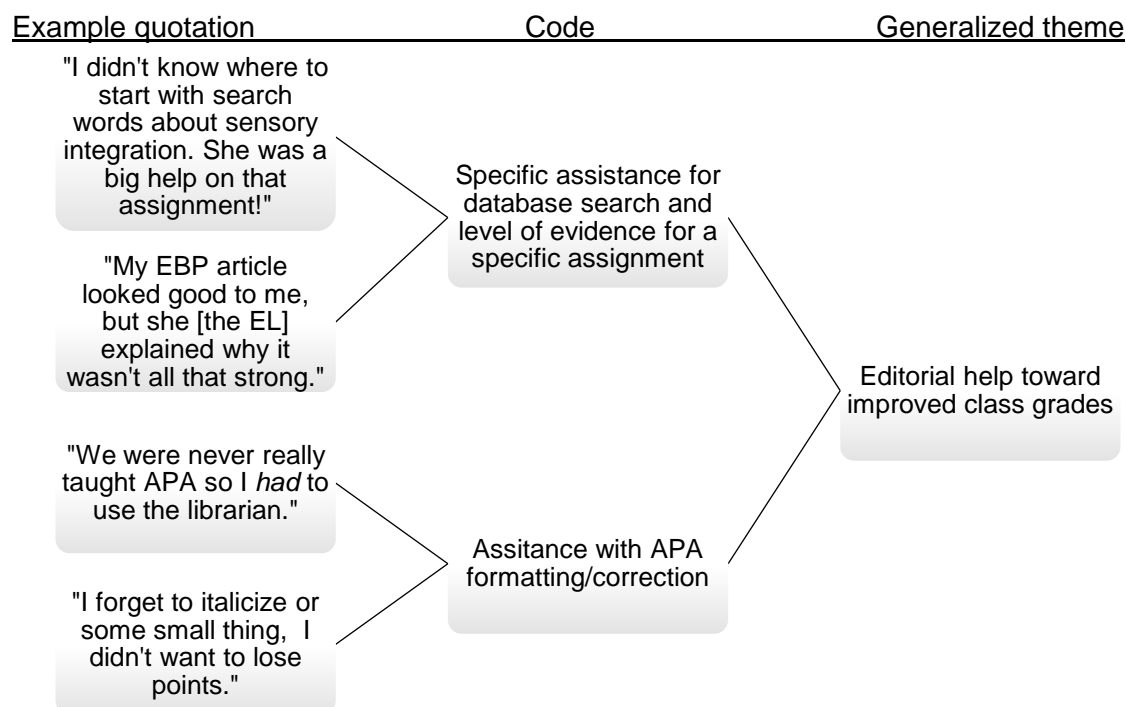 Example quotation Code Generalized theme
"I didn't know where to
start with search
words about sensory
integration. She was a
big help on that
assignment!"
"My EBP article
looked good to me,
but she [the EL]
explained why it
wasn't all that strong."
Specific assistance for
database search and
level of evidence for a
specific assignment
"We were never really
taught APA so I had to
use the librarian."
"I forget to italicize or
some small thing,  I
didn't want to lose
points."
Assitance with APA
formatting/correction
Editorial help toward
improved class grades